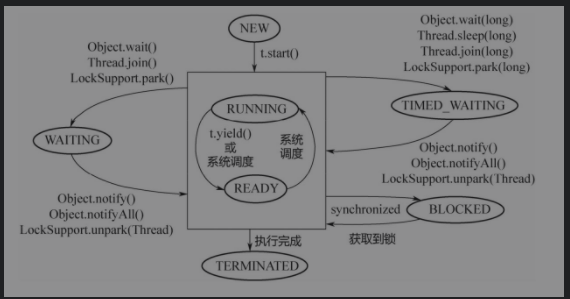 NEW
t.start()
Object.wait()
Thread.join()
LockSupport.park()
Object.wait(long)
Thread.sleep(long)
Thread.join(long)
LockSupport.park(long)
RUNNING
TIMED_WAITING
t.yield()
或
系统调度
系统
调度
WAITING
READY
Object.notify()
Object.notifyAll()
LockSupport.unpark(Thread)
Object.notify()
Object.notifyAll()
LockSupport.unpark(Thread)
synchronized
BLOCKED
获取到锁
执行完成
TERMINATED